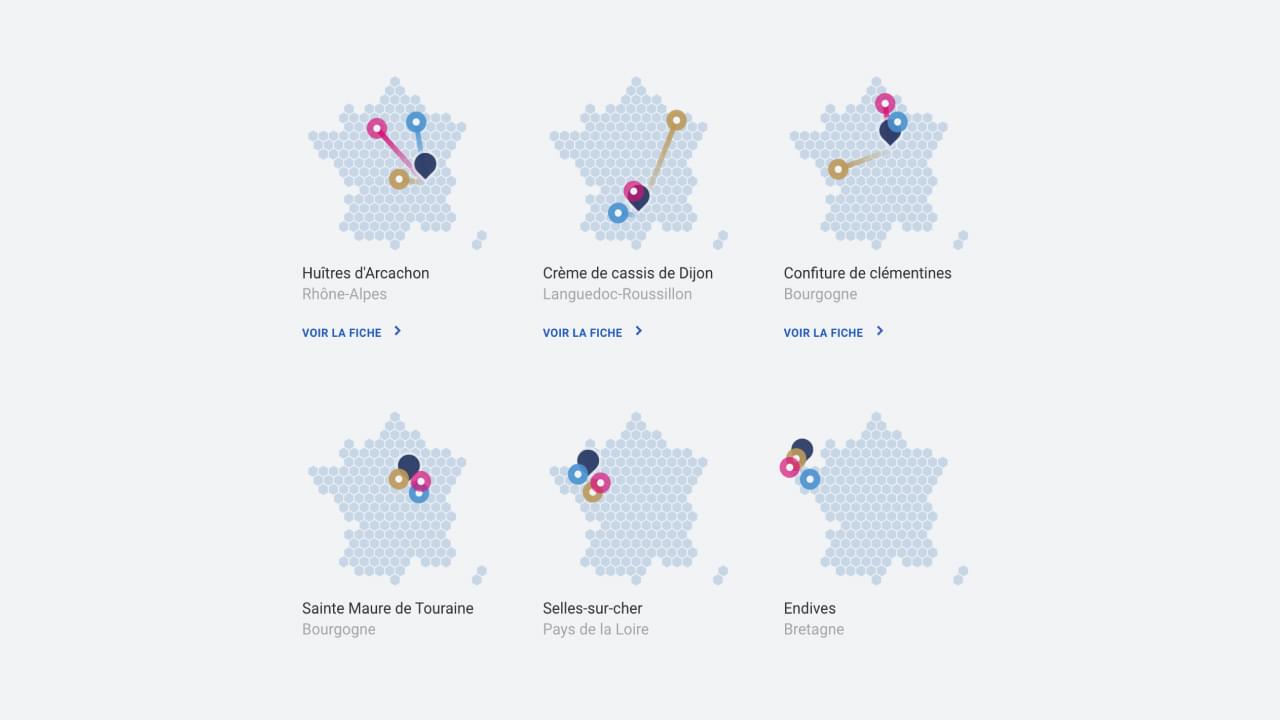 Huîtres d'Arcachon
Rhône-Alpes
VOIR LA FICHE
Crème de cassis de Dijon
Languedoc-Roussillon
VOIR LA FICHE
Confiture de clémentines
Bourgogne
VOIR LA FICHE
Sainte Maure de Touraine
Bourgogne
Selles-sur-cher
Pays de la Loire
Endives
Bretagne